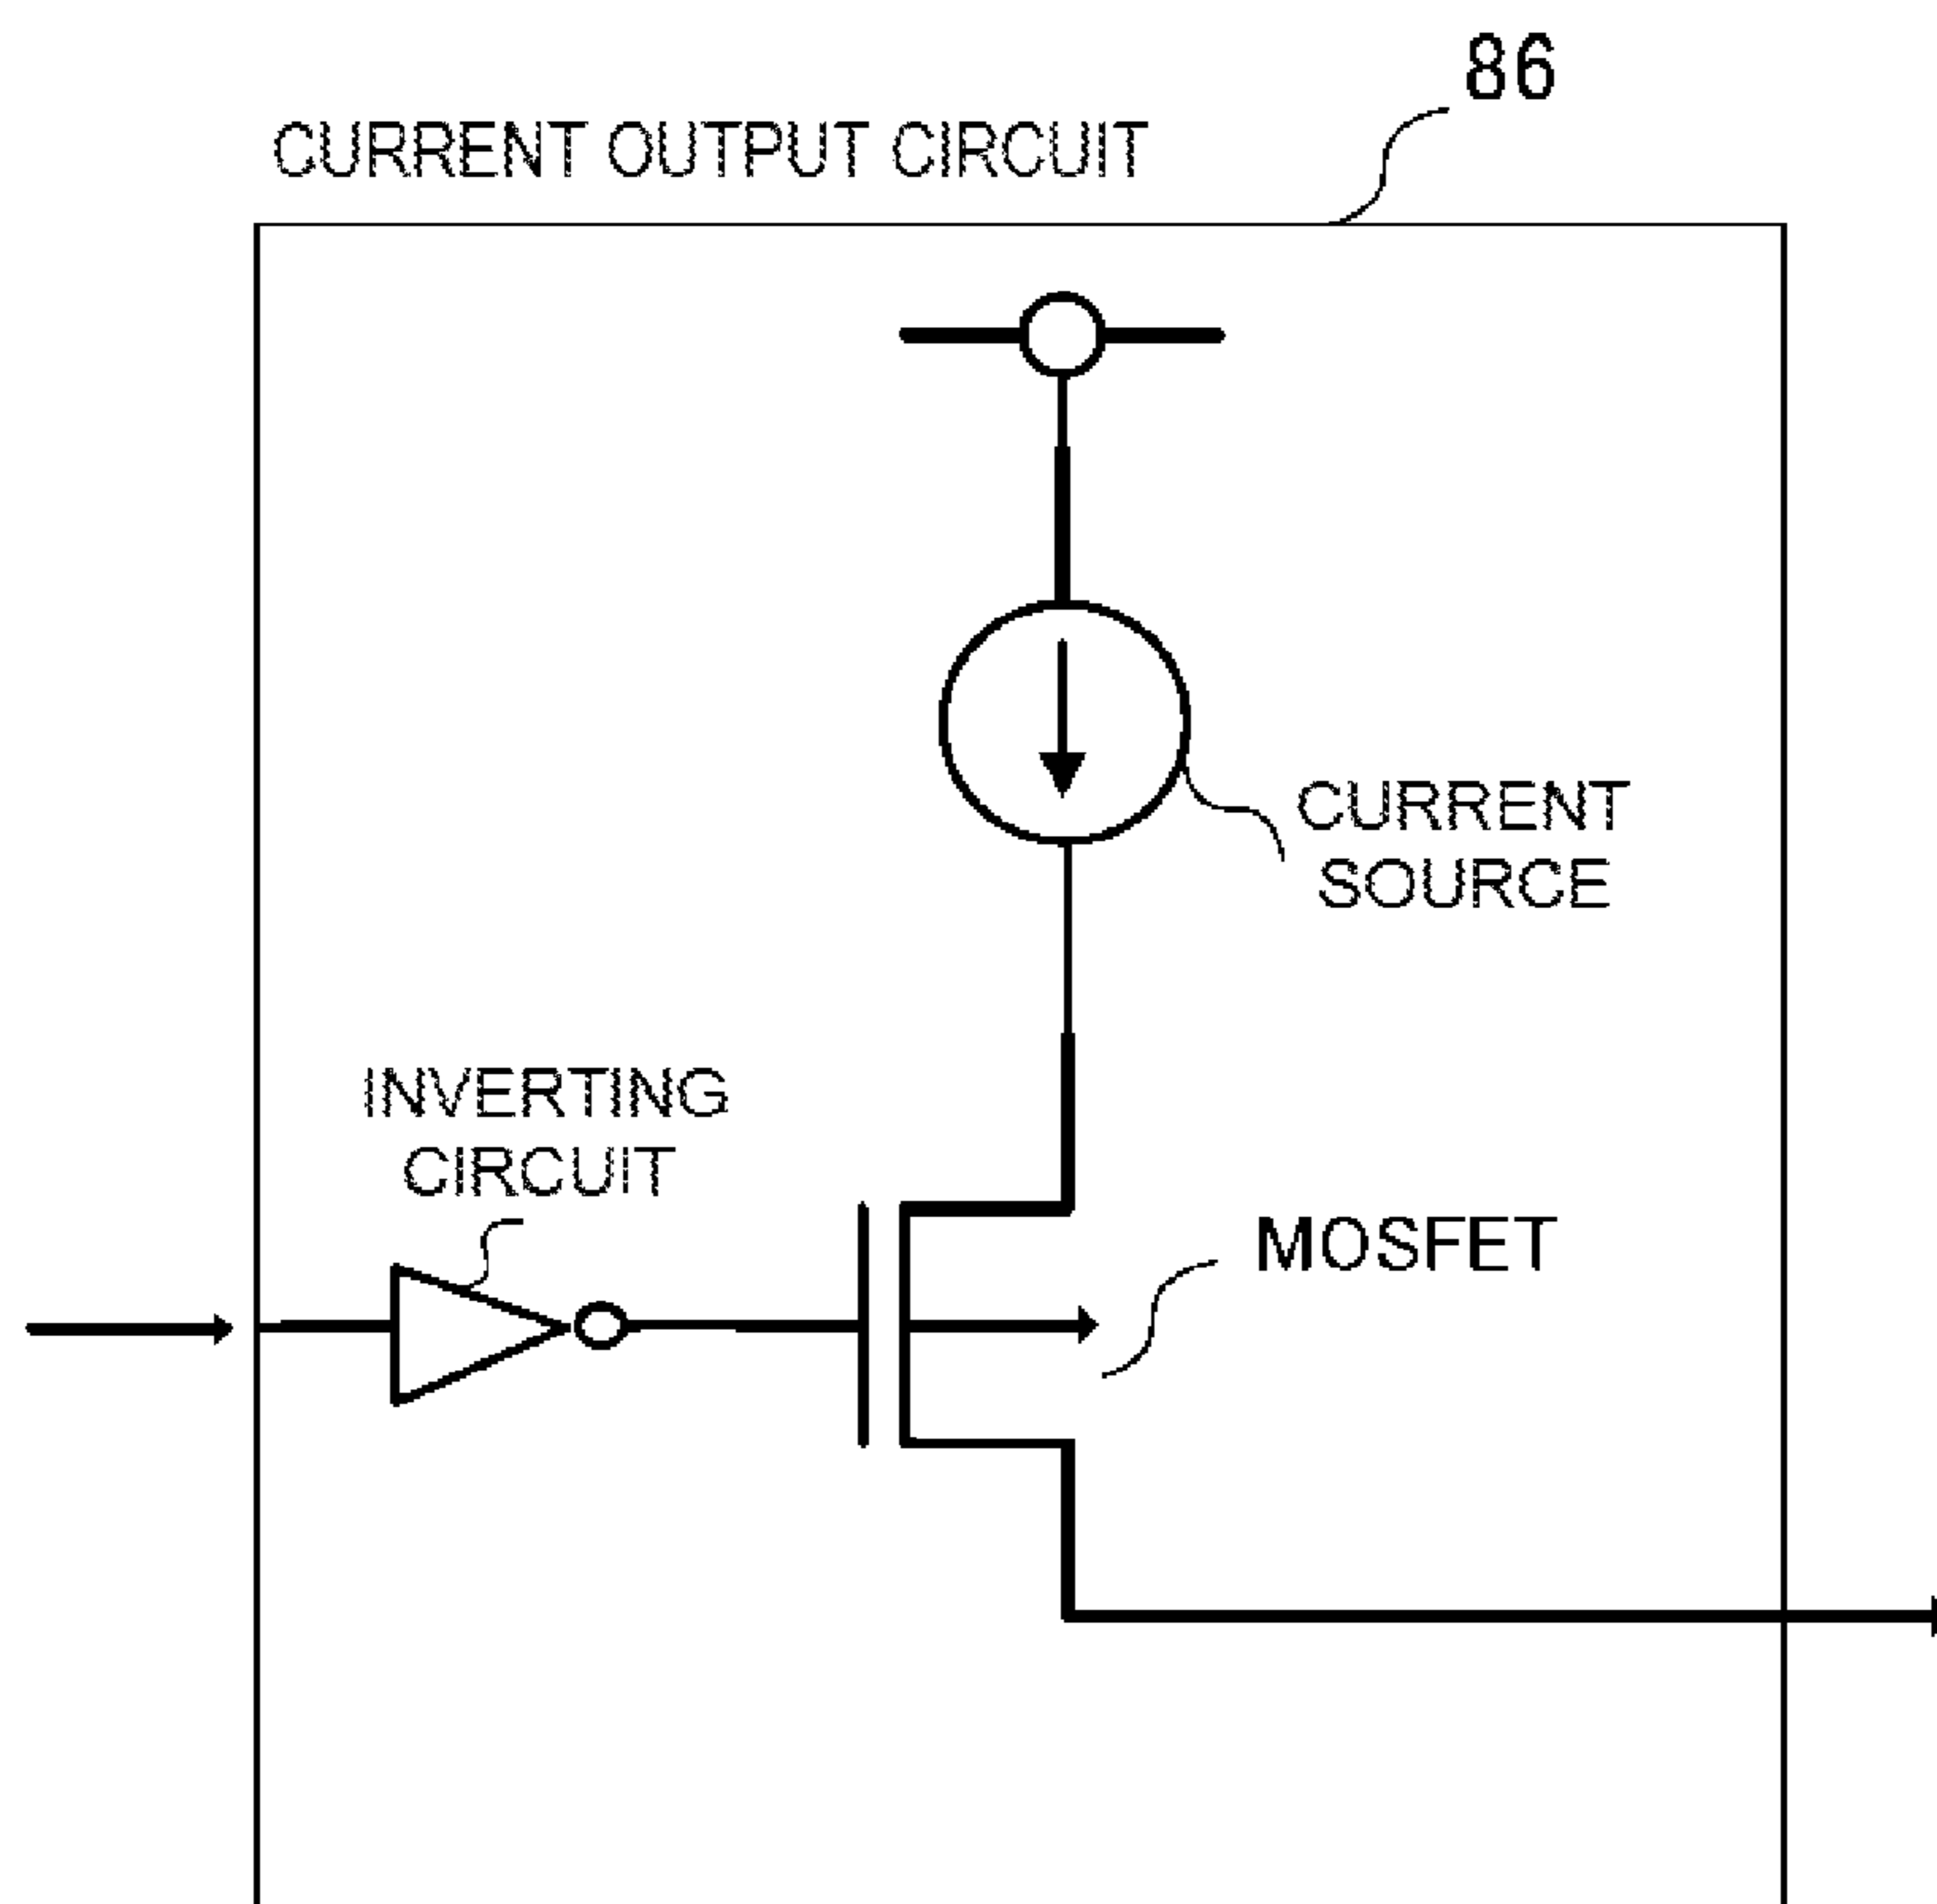 86
CURRENT OUTPUT CIRCUIT
CURRENT
SOURCE
INVERTING
CIRCUIT
MOSFET